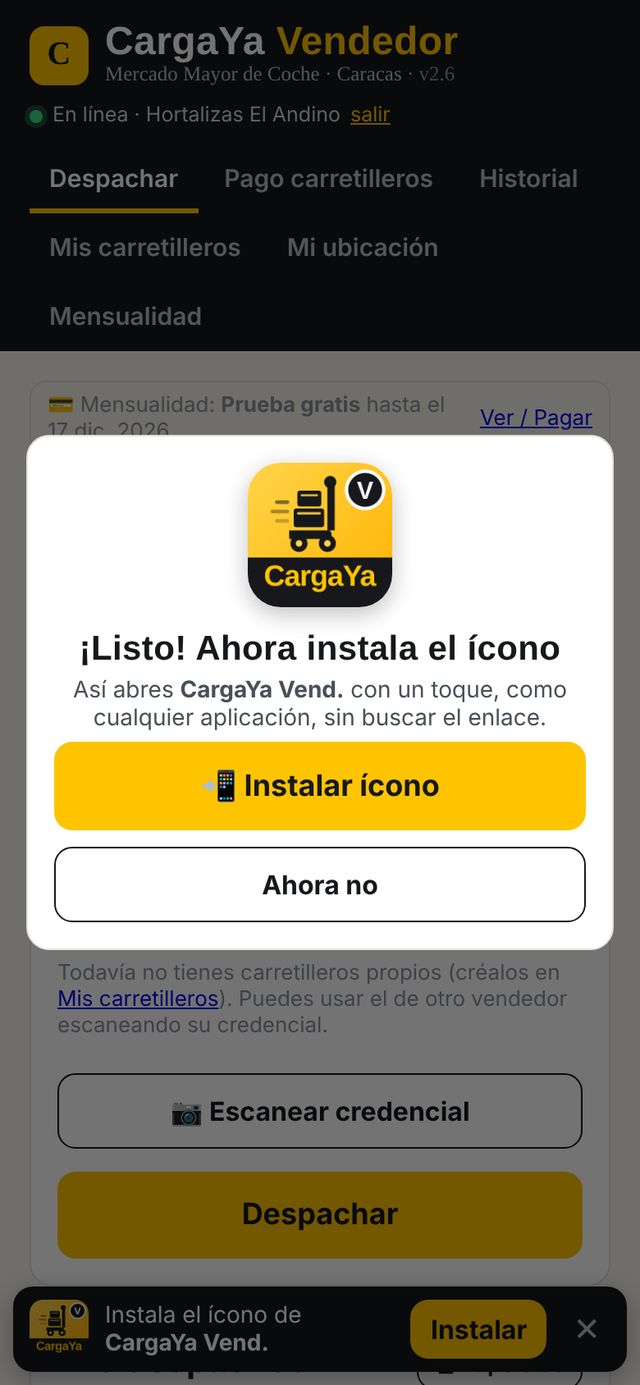 C
CargaYa Vendedor
Mercado Mayor de Coche · Caracas · v2.6
En línea · Hortalizas El Andino salir
Despachar Pago carretilleros Historial
Mis carretilleros Mi ubicación
Mensualidad
💳 Mensualidad: Prueba gratis hasta el
17 dic. 2026
Ver / Pagar
V
CargaYa
¡Listo! Ahora instala el ícono
Así abres CargaYa Vend. con un toque, como
cualquier aplicación, sin buscar el enlace.
📲 Instalar ícono
Ahora no
Todavía no tienes carretilleros propios (créalos en
Mis carretilleros). Puedes usar el de otro vendedor
escaneando su credencial.
📷 Escanear credencial
Despachar
V
CargaYa
Instala el ícono de
CargaYa Vend.
Instalar ✕